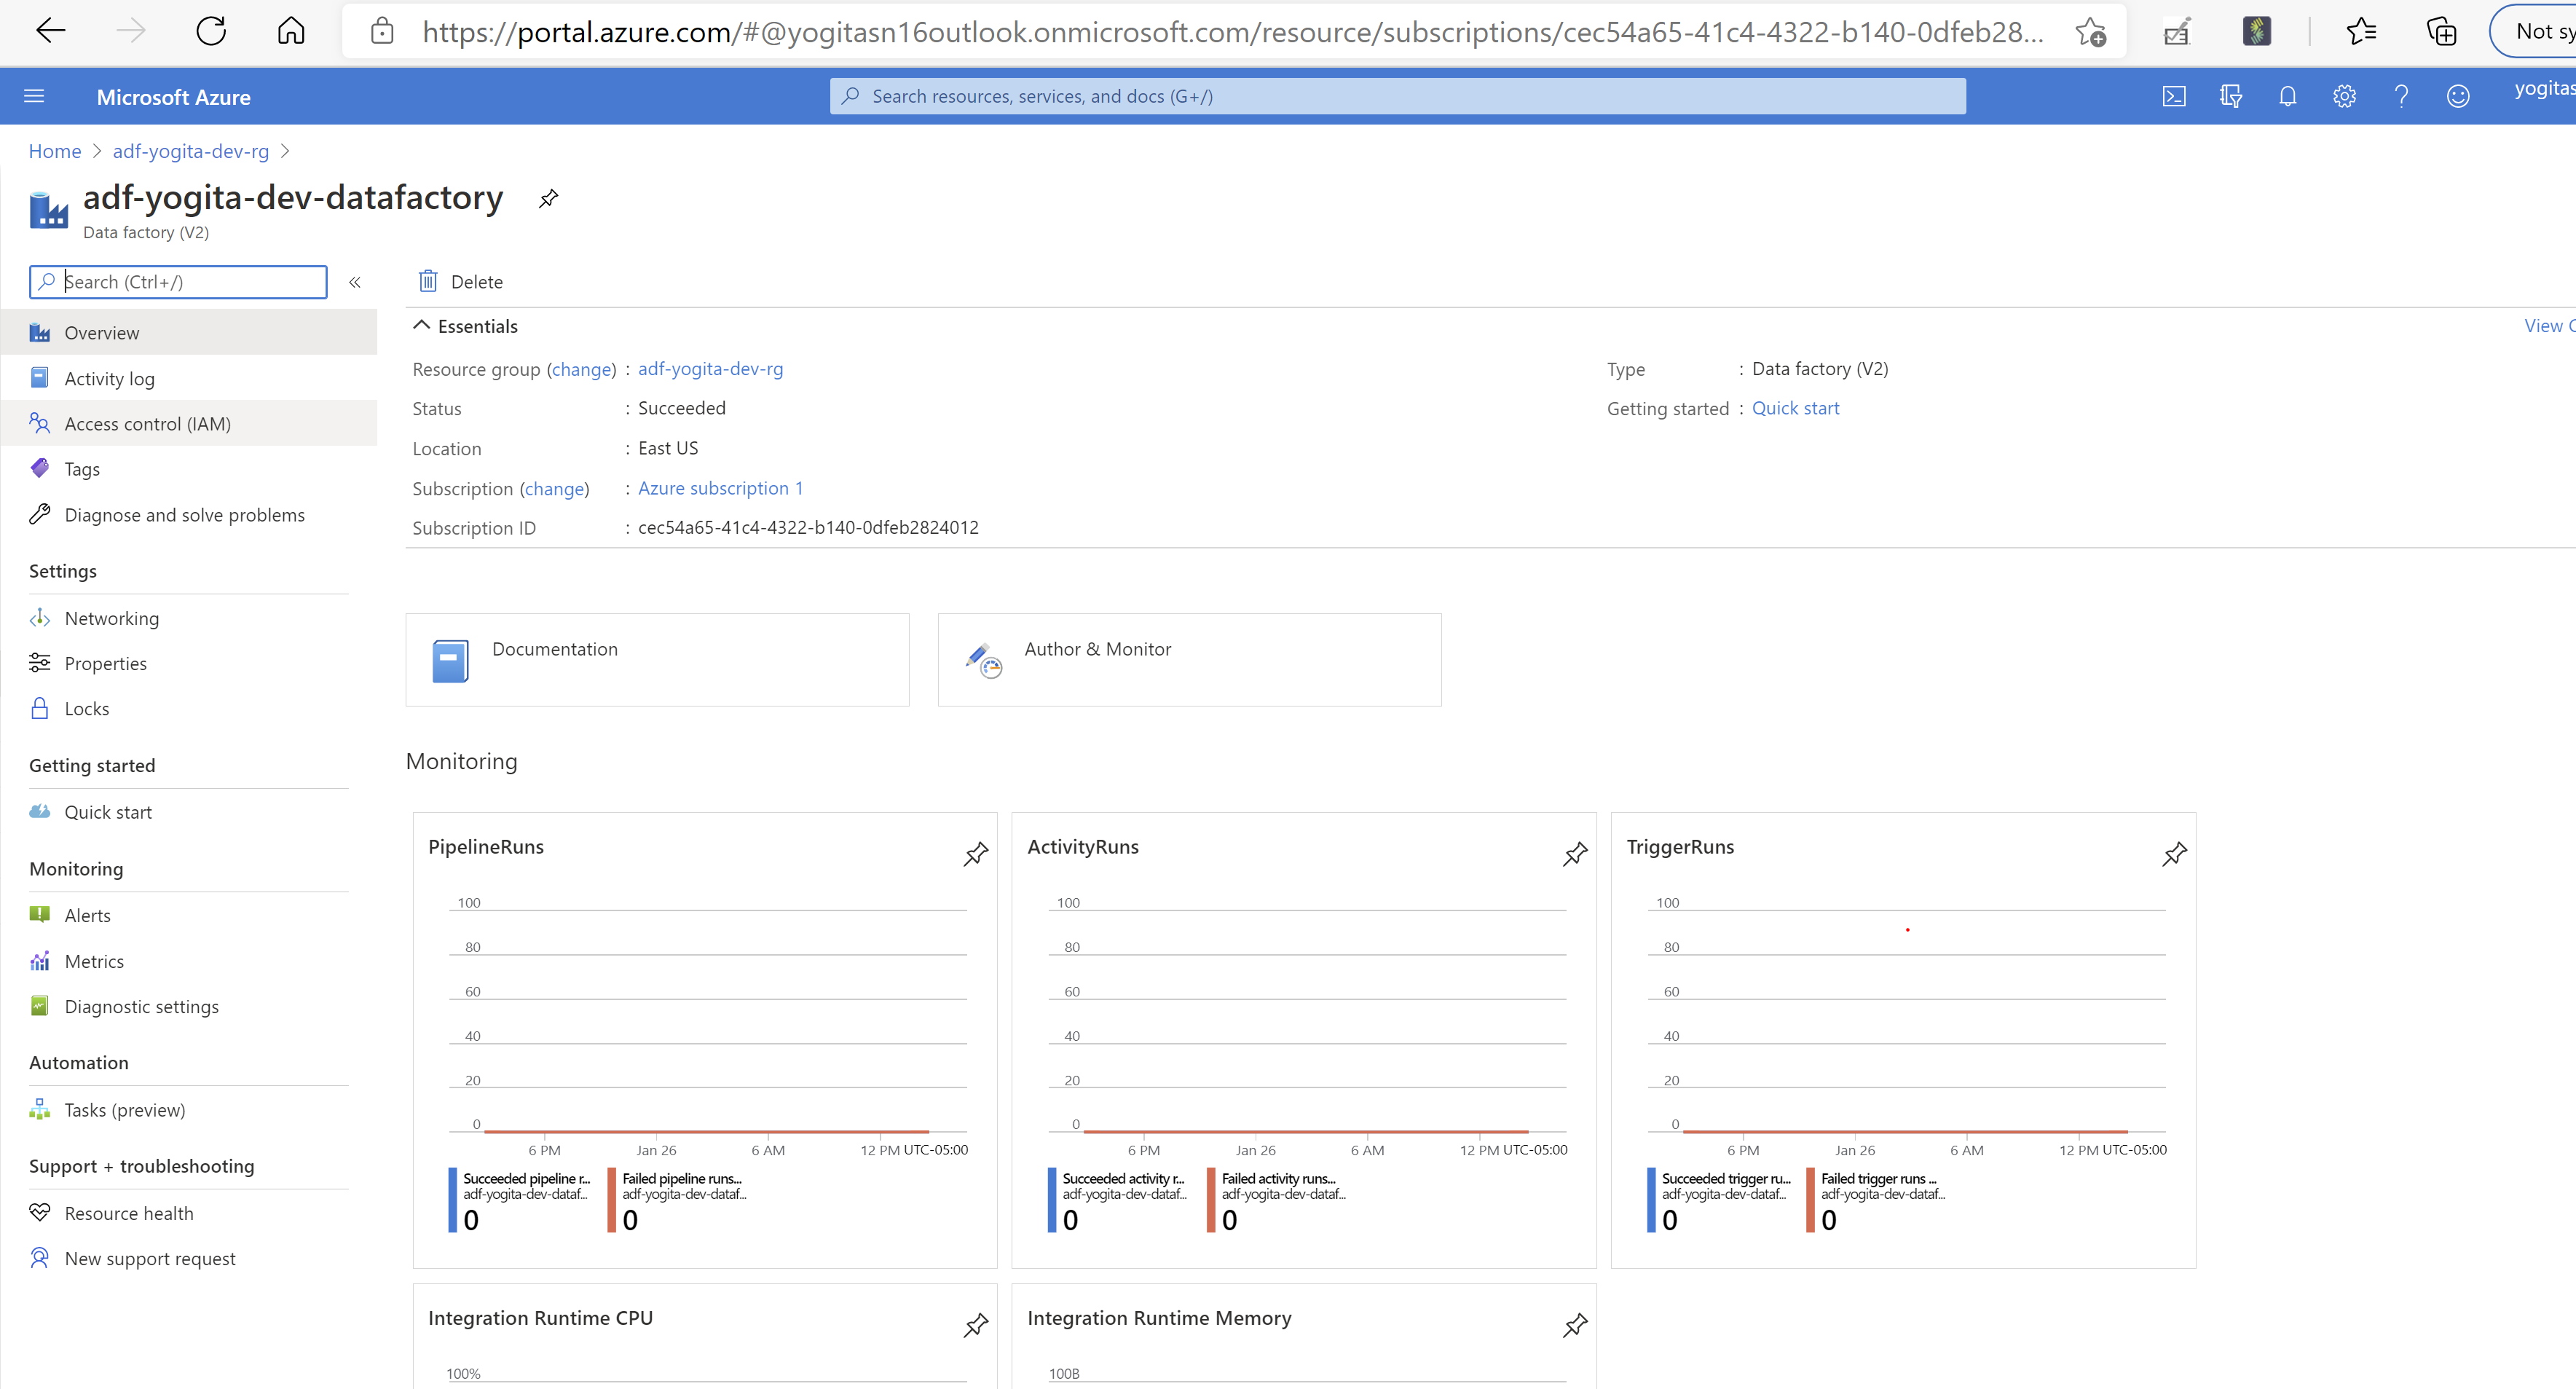 https://portal.azure.com/#@yogitasn16outlook.onmicrosoft.com/resource/subscriptions/cec54a65-41c4-4322-b140-0dfeb28...
Not sy
Microsoft Azure
Search resources, services, and docs (G+/)
yogitas
Home > adf-yogita-dev-rg >
adf-yogita-dev-datafactory
Data factory (V2)
Search (Ctrl+/)
«
Overview
Activity log
Access control (IAM)
Tags
Diagnose and solve problems
Settings
Networking
Properties
Locks
Getting started
Quick start
Monitoring
Alerts
Metrics
Diagnostic settings
Automation
Tasks (preview)
Support + troubleshooting
Resource health
New support request
Delete
Essentials
View
Resource group (change) : adf-yogita-dev-rg
Status : Succeeded
Location : East US
Subscription (change) : Azure subscription 1
Subscription ID : cec54a65-41c4-4322-b140-0dfeb2824012
Type : Data factory (V2)
Getting started : Quick start
Documentation
Author & Monitor
Monitoring
PipelineRuns
100
80
60
40
20
0
6 PM Jan 26 6 AM 12 PM UTC-05:00
Succeeded pipeline r...
adf-yogita-dev-dataf...
0
Failed pipeline runs...
adf-yogita-dev-dataf...
0
ActivityRuns
100
80
60
40
20
0
6 PM Jan 26 6 AM 12 PM UTC-05:00
Succeeded activity r...
adf-yogita-dev-dataf...
0
Failed activity runs...
adf-yogita-dev-dataf...
0
TriggerRuns
100
80
60
40
20
0
6 PM Jan 26 6 AM 12 PM UTC-05:00
Succeeded trigger ru...
adf-yogita-dev-dataf...
0
Failed trigger runs ...
adf-yogita-dev-dataf...
0
Integration Runtime CPU
100%
Integration Runtime Memory
100B